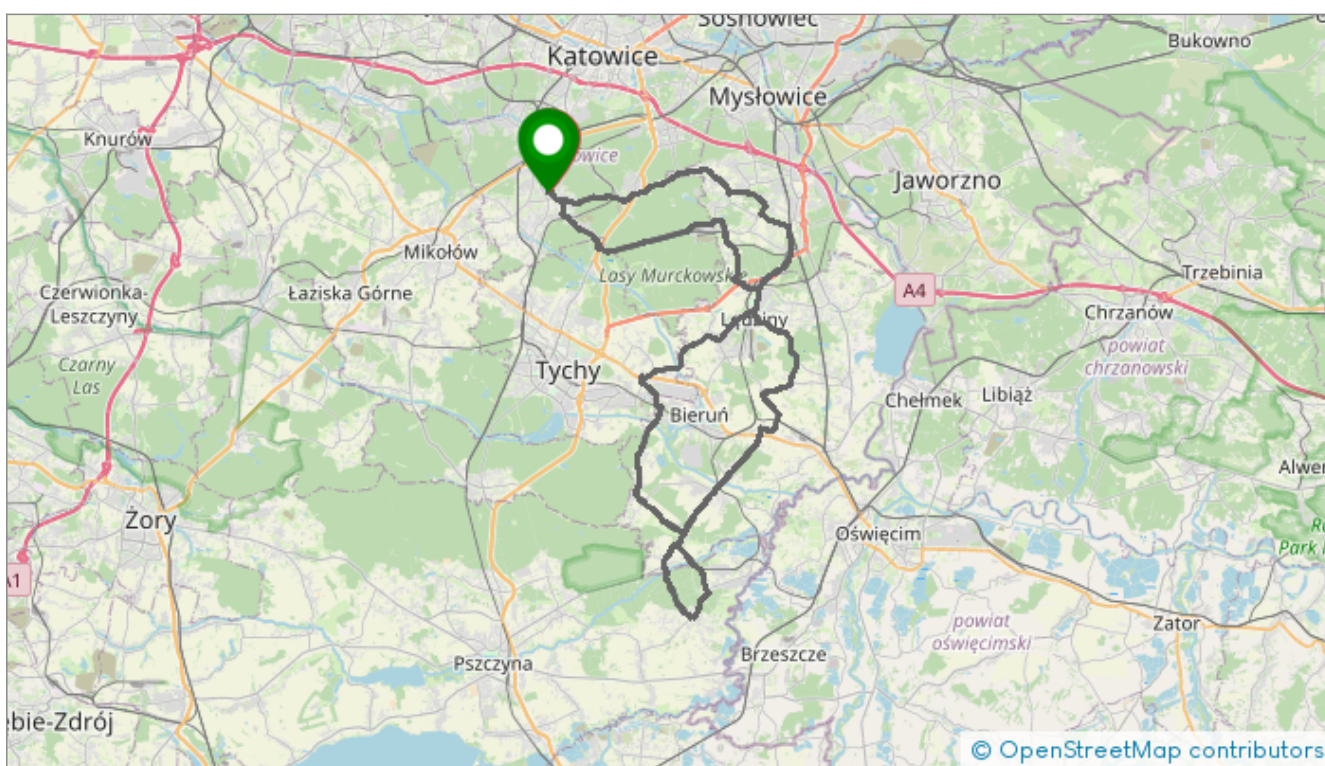 Sosnowiec
Bukowno
Katowice
Mysłowice
Knurów
owice
Jaworzno
Mikołów
Lasy Murckowskie
Trzebinia
Czerwionka-
Leszczyny
Łaziska Górne
A4
Chrzanów
Lędziny
powiat
chrzanowski
Czarny
Las
Tychy
Chełmek
Libiąż
Bieruń
Alwer
Żory
Oświęcim
Park
A1
Zator
powiat
oświęcimski
Pszczyna
Brzeszcze
ebie-Zdrój
© OpenStreetMap contributors